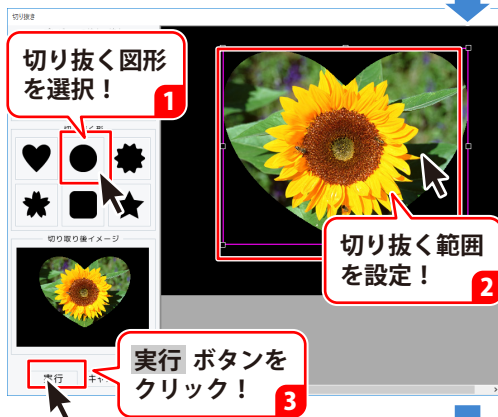 切り抜き
切り抜く図形
を選択！
1
切り抜く範囲
を設定！
2
切り取り後イメージ
実行 ボタンを
クリック！
3
実行
キャ